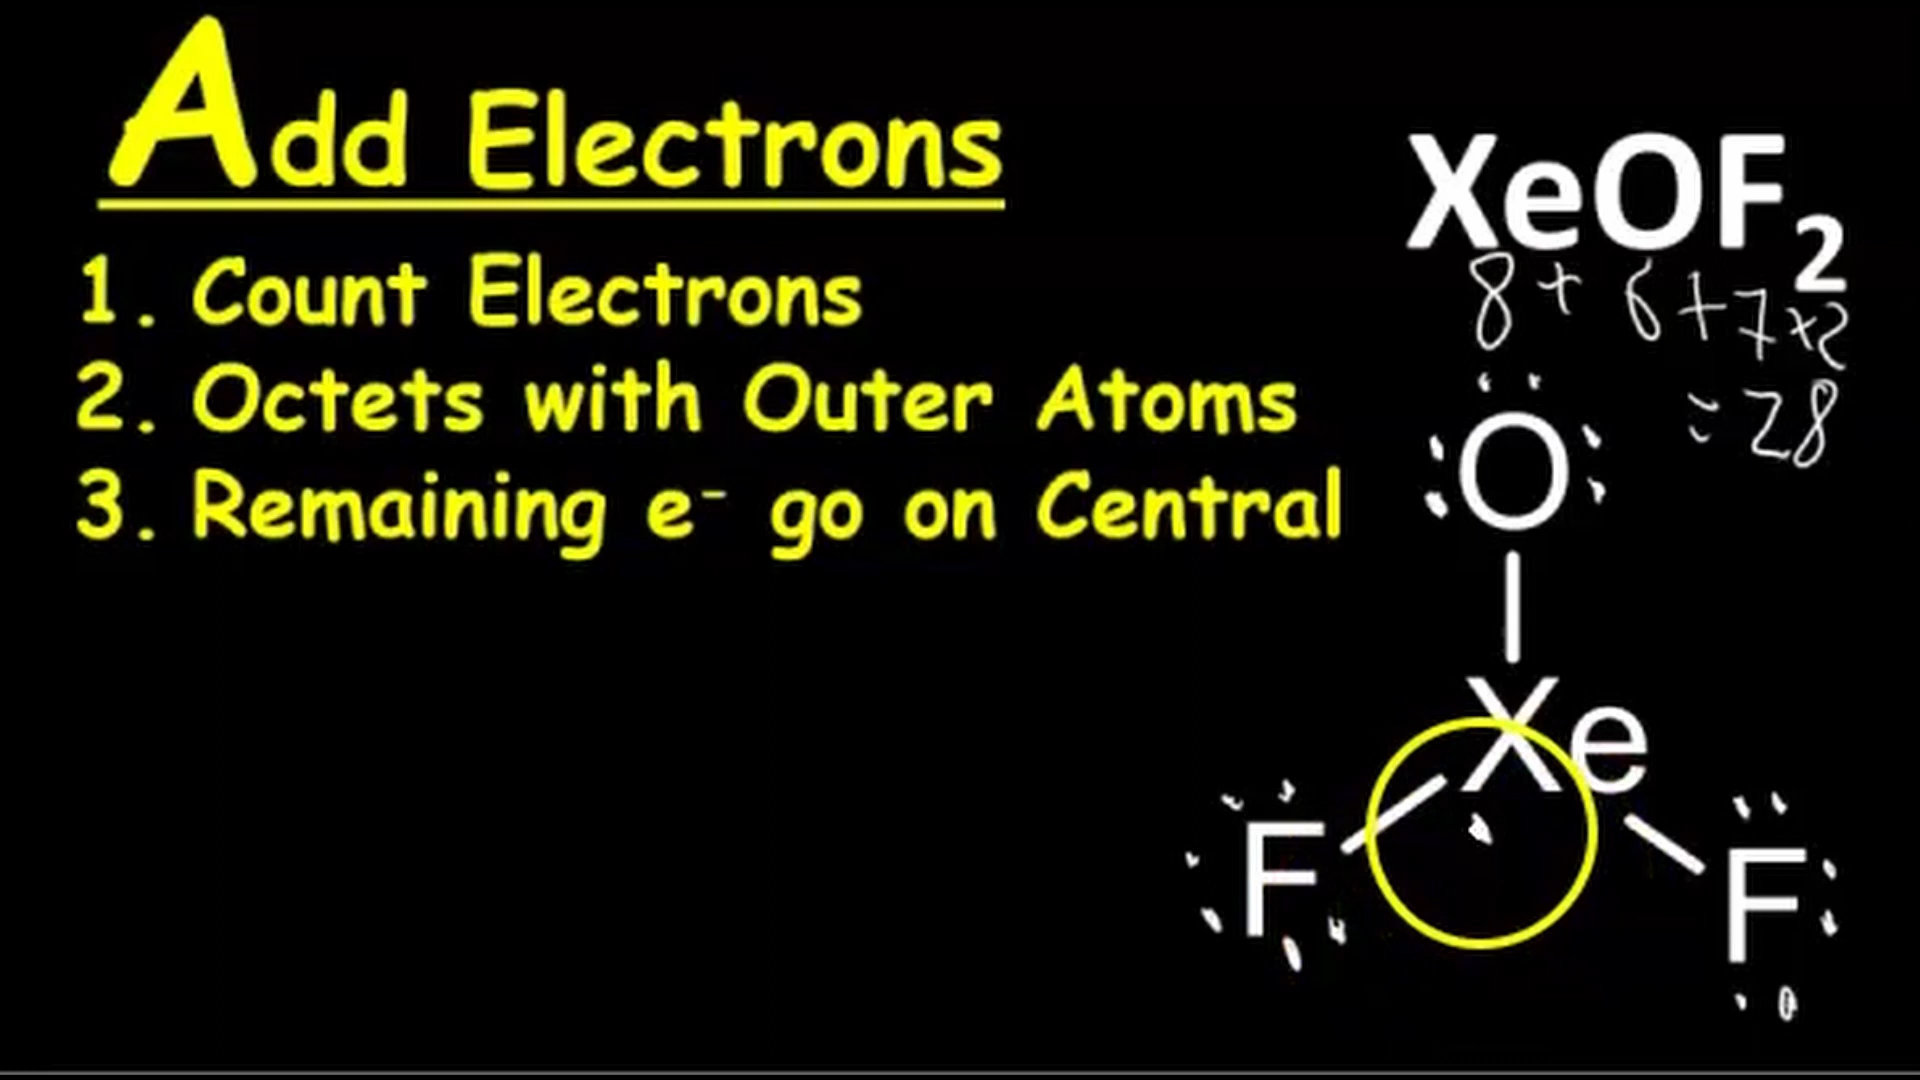 Add Electrons
1. Count Electrons
2. Octets with Outer Atoms
3. Remaining e⁻ go on Central
XeOF₂
8 + 6 + 7 x 2
= 28
O
Xe
F
F